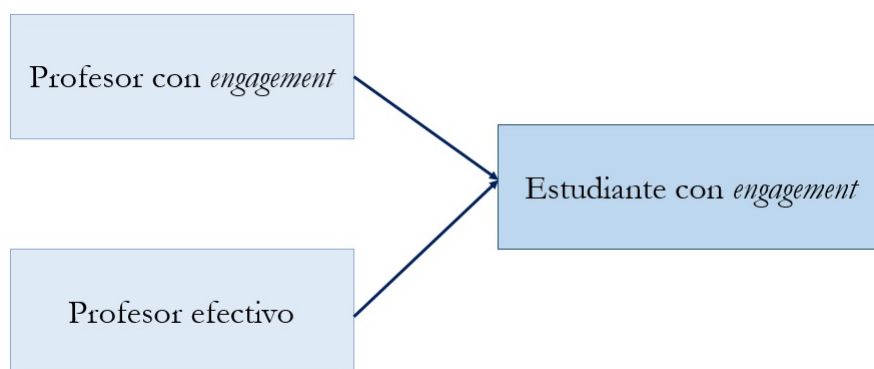 Profesor con engagement
Estudiante con engagement
Profesor efectivo